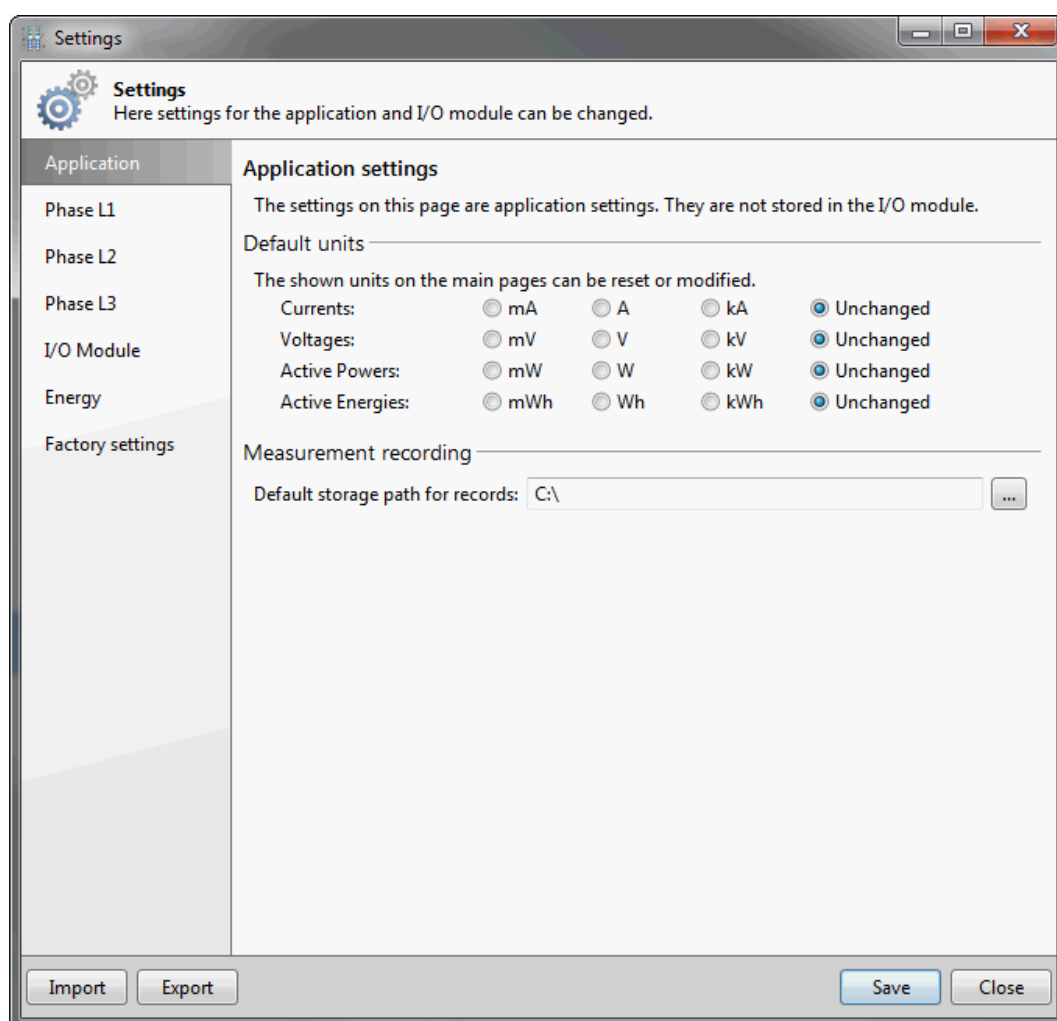 Settings
Settings
Here settings for the application and I/O module can be changed.
Application
Phase L1
Phase L2
Phase L3
I/O Module
Energy
Factory settings
Application settings
The settings on this page are application settings. They are not stored in the I/O module.
Default units
The shown units on the main pages can be reset or modified.
Currents: mA A kA Unchanged
Voltages: mV V kV Unchanged
Active Powers: mW W kW Unchanged
Active Energies: mWh Wh kWh Unchanged
Measurement recording
Default storage path for records: C:\ ...
Import Export Save Close